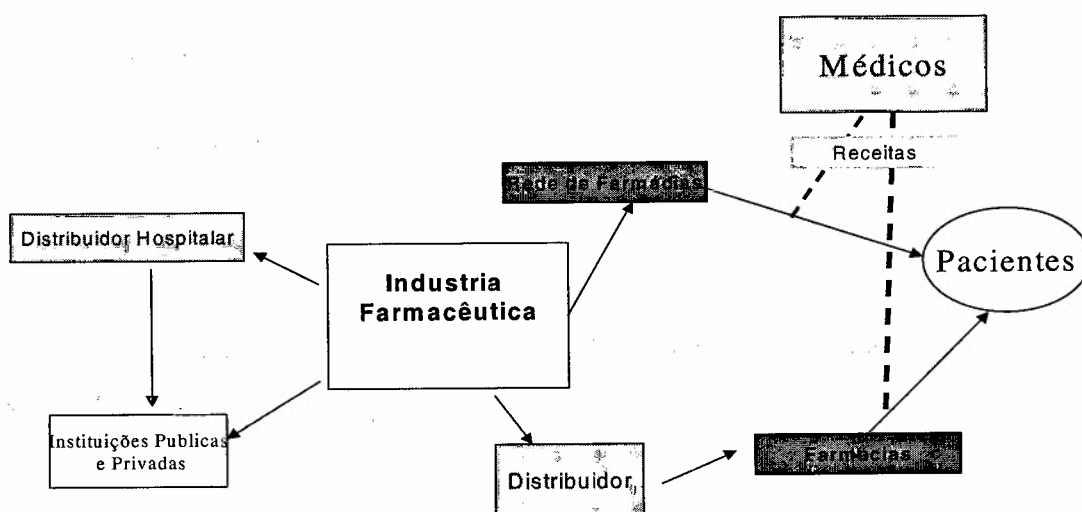 Médicos
Receitas
Rede de Farmácias
Distribuidor Hospitalar
Industria
Farmacêutica
Pacientes
Instituições Publicas
e Privadas
Distribuidor
Farmácias